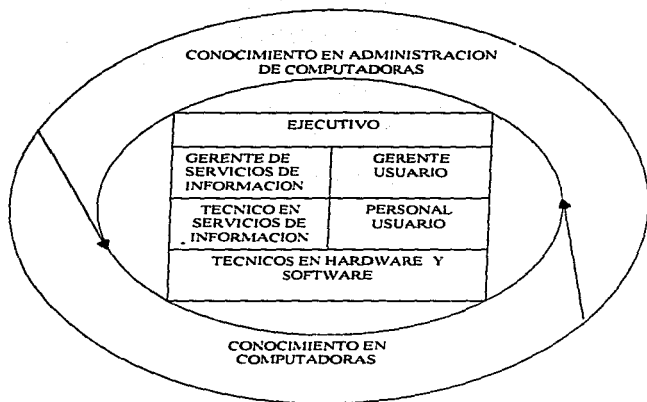 CONOCIMIENTO EN ADMINISTRACION
DE COMPUTADORAS
EJECUTIVO
GERENTE DE
SERVICIOS DE
INFORMACION
GERENTE
USUARIO
TECNICO EN
SERVICIOS DE
INFORMACION
PERSONAL
USUARIO
TECNICOS EN HARDWARE Y
SOFTWARE
CONOCIMIENTO EN
COMPUTADORAS